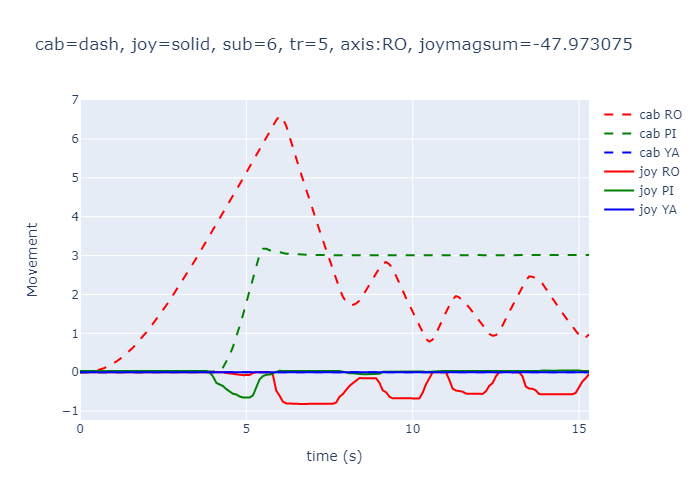 cab=dash, joy=solid, sub=6, tr=5, axis:RO, joymagsum=-47.973075
7
6
5
4
3
2
1
0
−1
Movement
0
5
10
15
time (s)
cab RO
cab PI
cab YA
joy RO
joy PI
joy YA